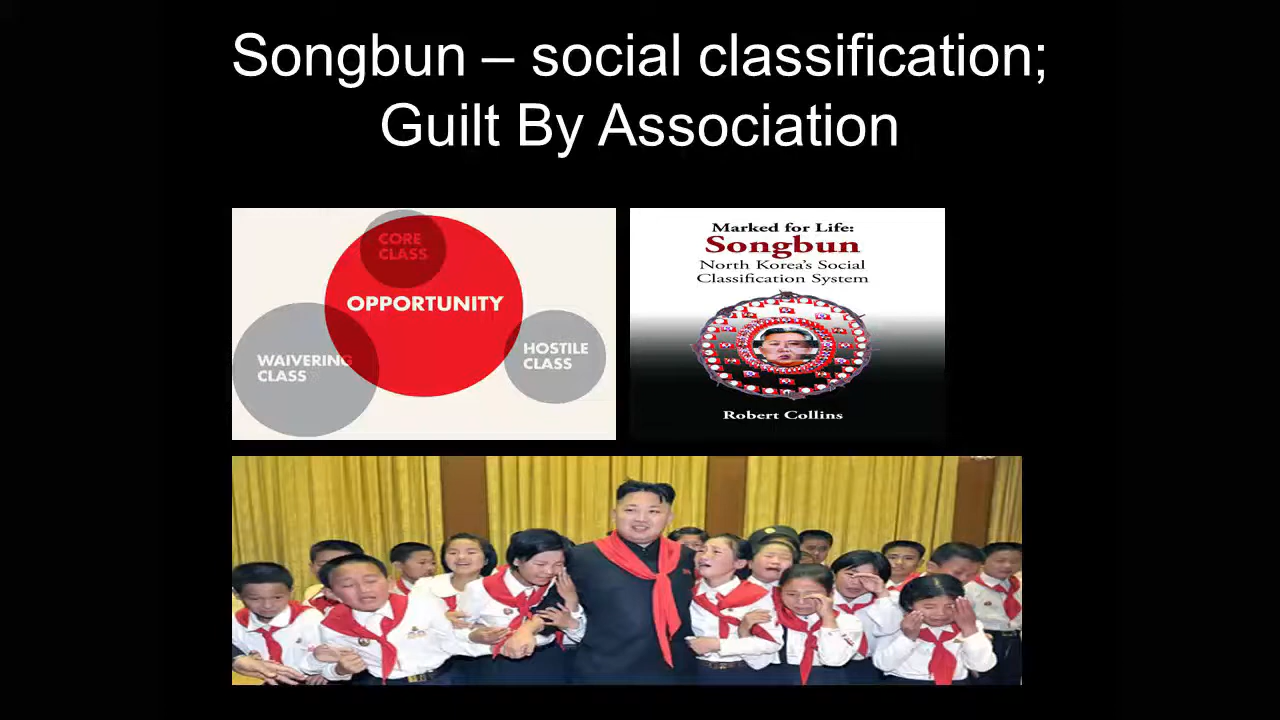 Songbun – social classification;
Guilt By Association
CORE
CLASS
OPPORTUNITY
WAIVERING
CLASS
HOSTILE
CLASS
Marked for Life:
Songbun
North Korea's Social
Classification System
Robert Collins